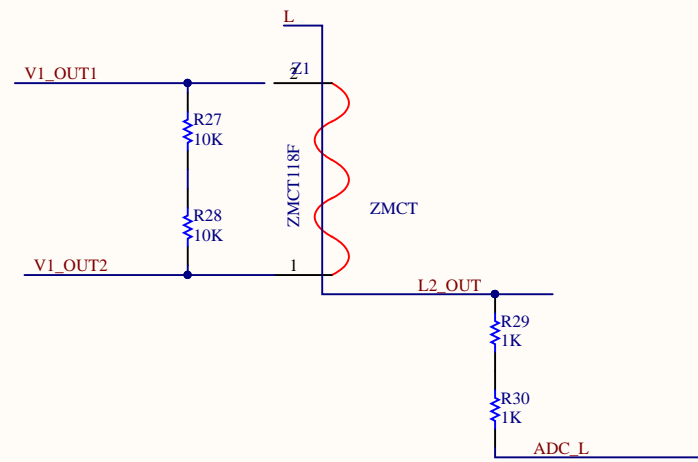 L
V1_OUT1
2
Z1
R27
10K
ZMCT118F
ZMCT
R28
10K
V1_OUT2
1
L2_OUT
R29
1K
R30
1K
ADC_L